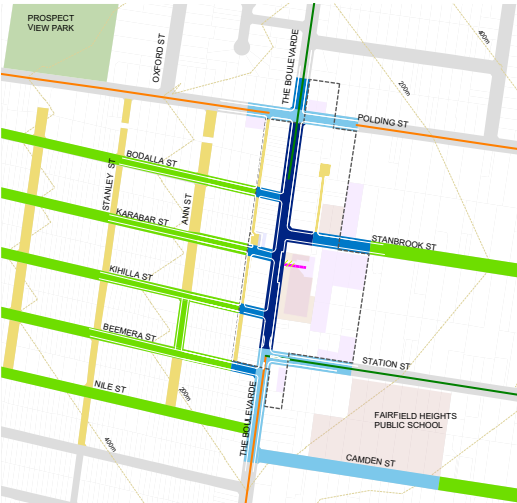 PROSPECT
VIEW PARK
OXFORD ST
THE BOULEVARDE
400m
200m
POLDING ST
BODALLA ST
STANLEY ST
ANN ST
KARABAR ST
STANBROOK ST
KIHILLA ST
BEEMERA ST
STATION ST
NILE ST
200m
THE BOULEVARDE
FAIRFIELD HEIGHTS
PUBLIC SCHOOL
400m
CAMDEN ST